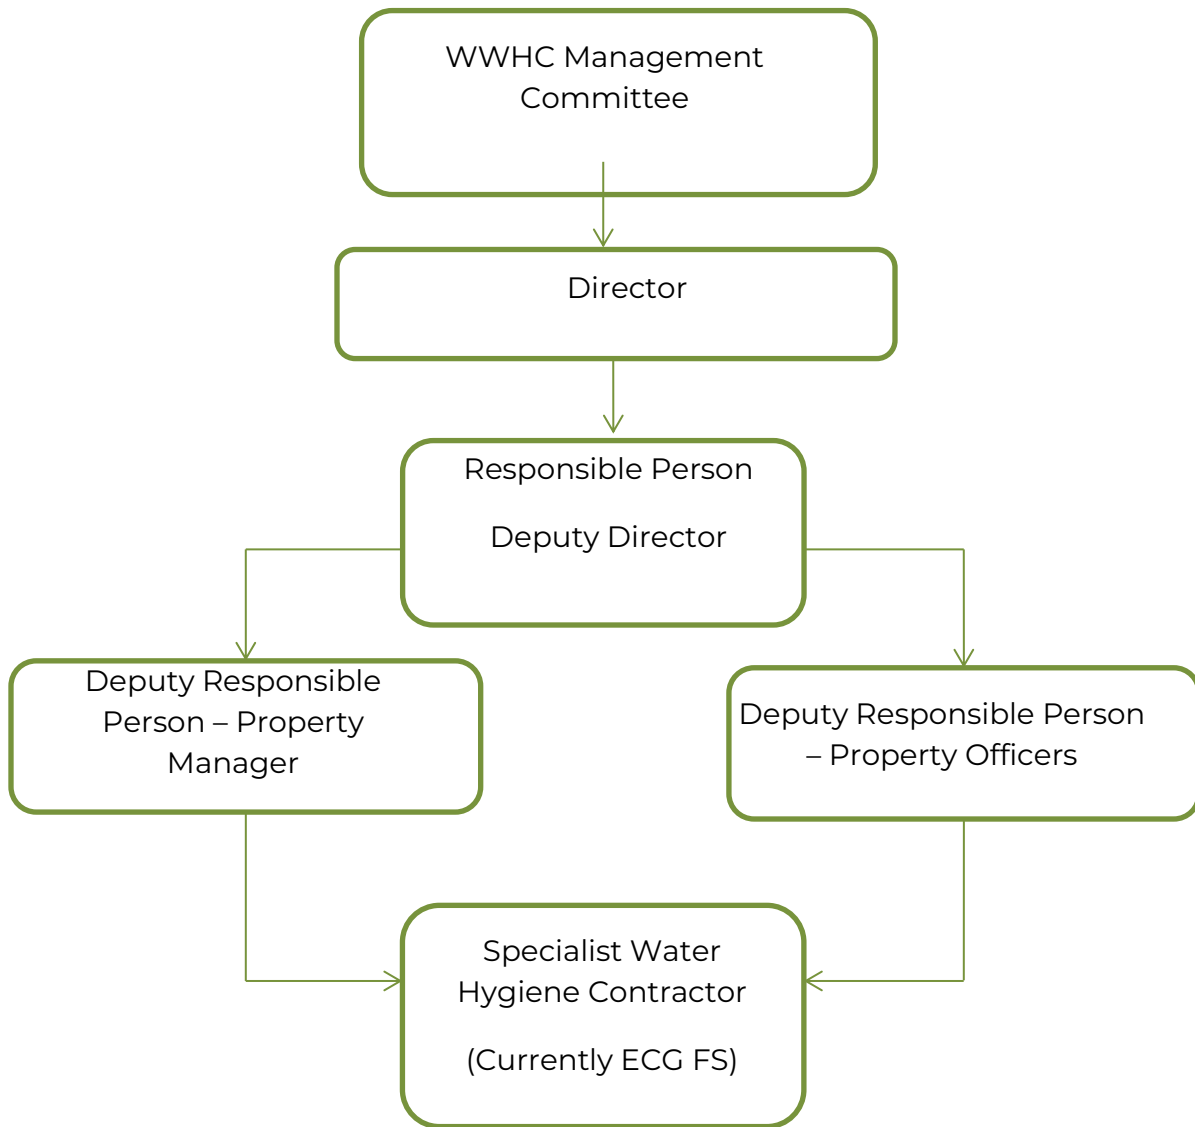 WWHC Management
Committee
Director
Responsible Person
Deputy Director
Deputy Responsible
Person – Property
Manager
Deputy Responsible Person
– Property Officers
Specialist Water
Hygiene Contractor
(Currently ECG FS)